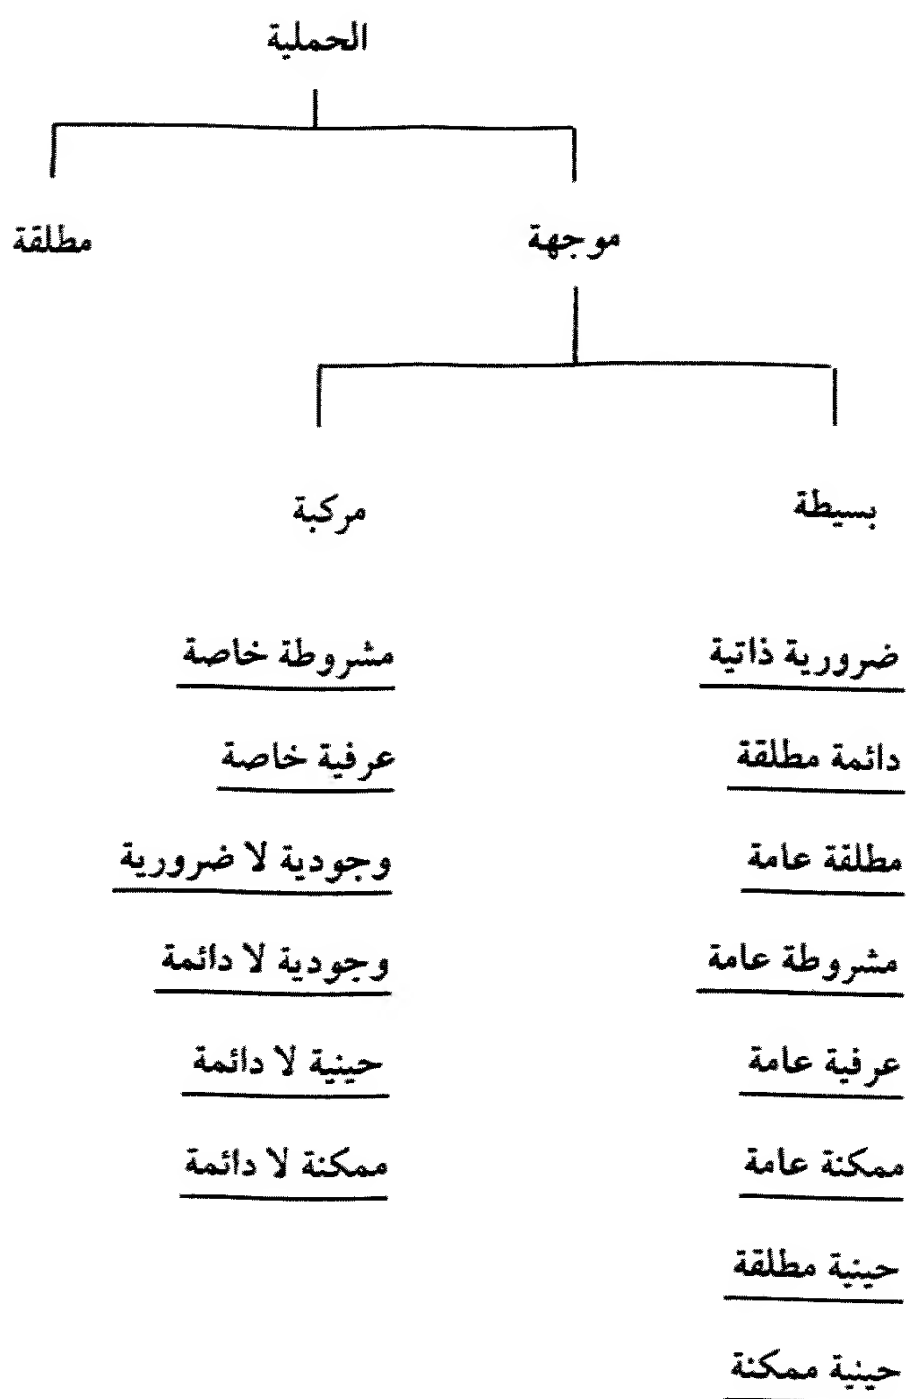 الحملية
موجهة
مطلقة
بسيطة
مركبة
ضرورية ذاتية
دائمة مطلقة
مطلقة عامة
مشروطة عامة
عرفية عامة
ممكنة عامة
حينية مطلقة
حينية ممكنة
مشروطة خاصة
عرفية خاصة
وجودية لا ضرورية
وجودية لا دائمة
حينية لا دائمة
ممكنة لا دائمة